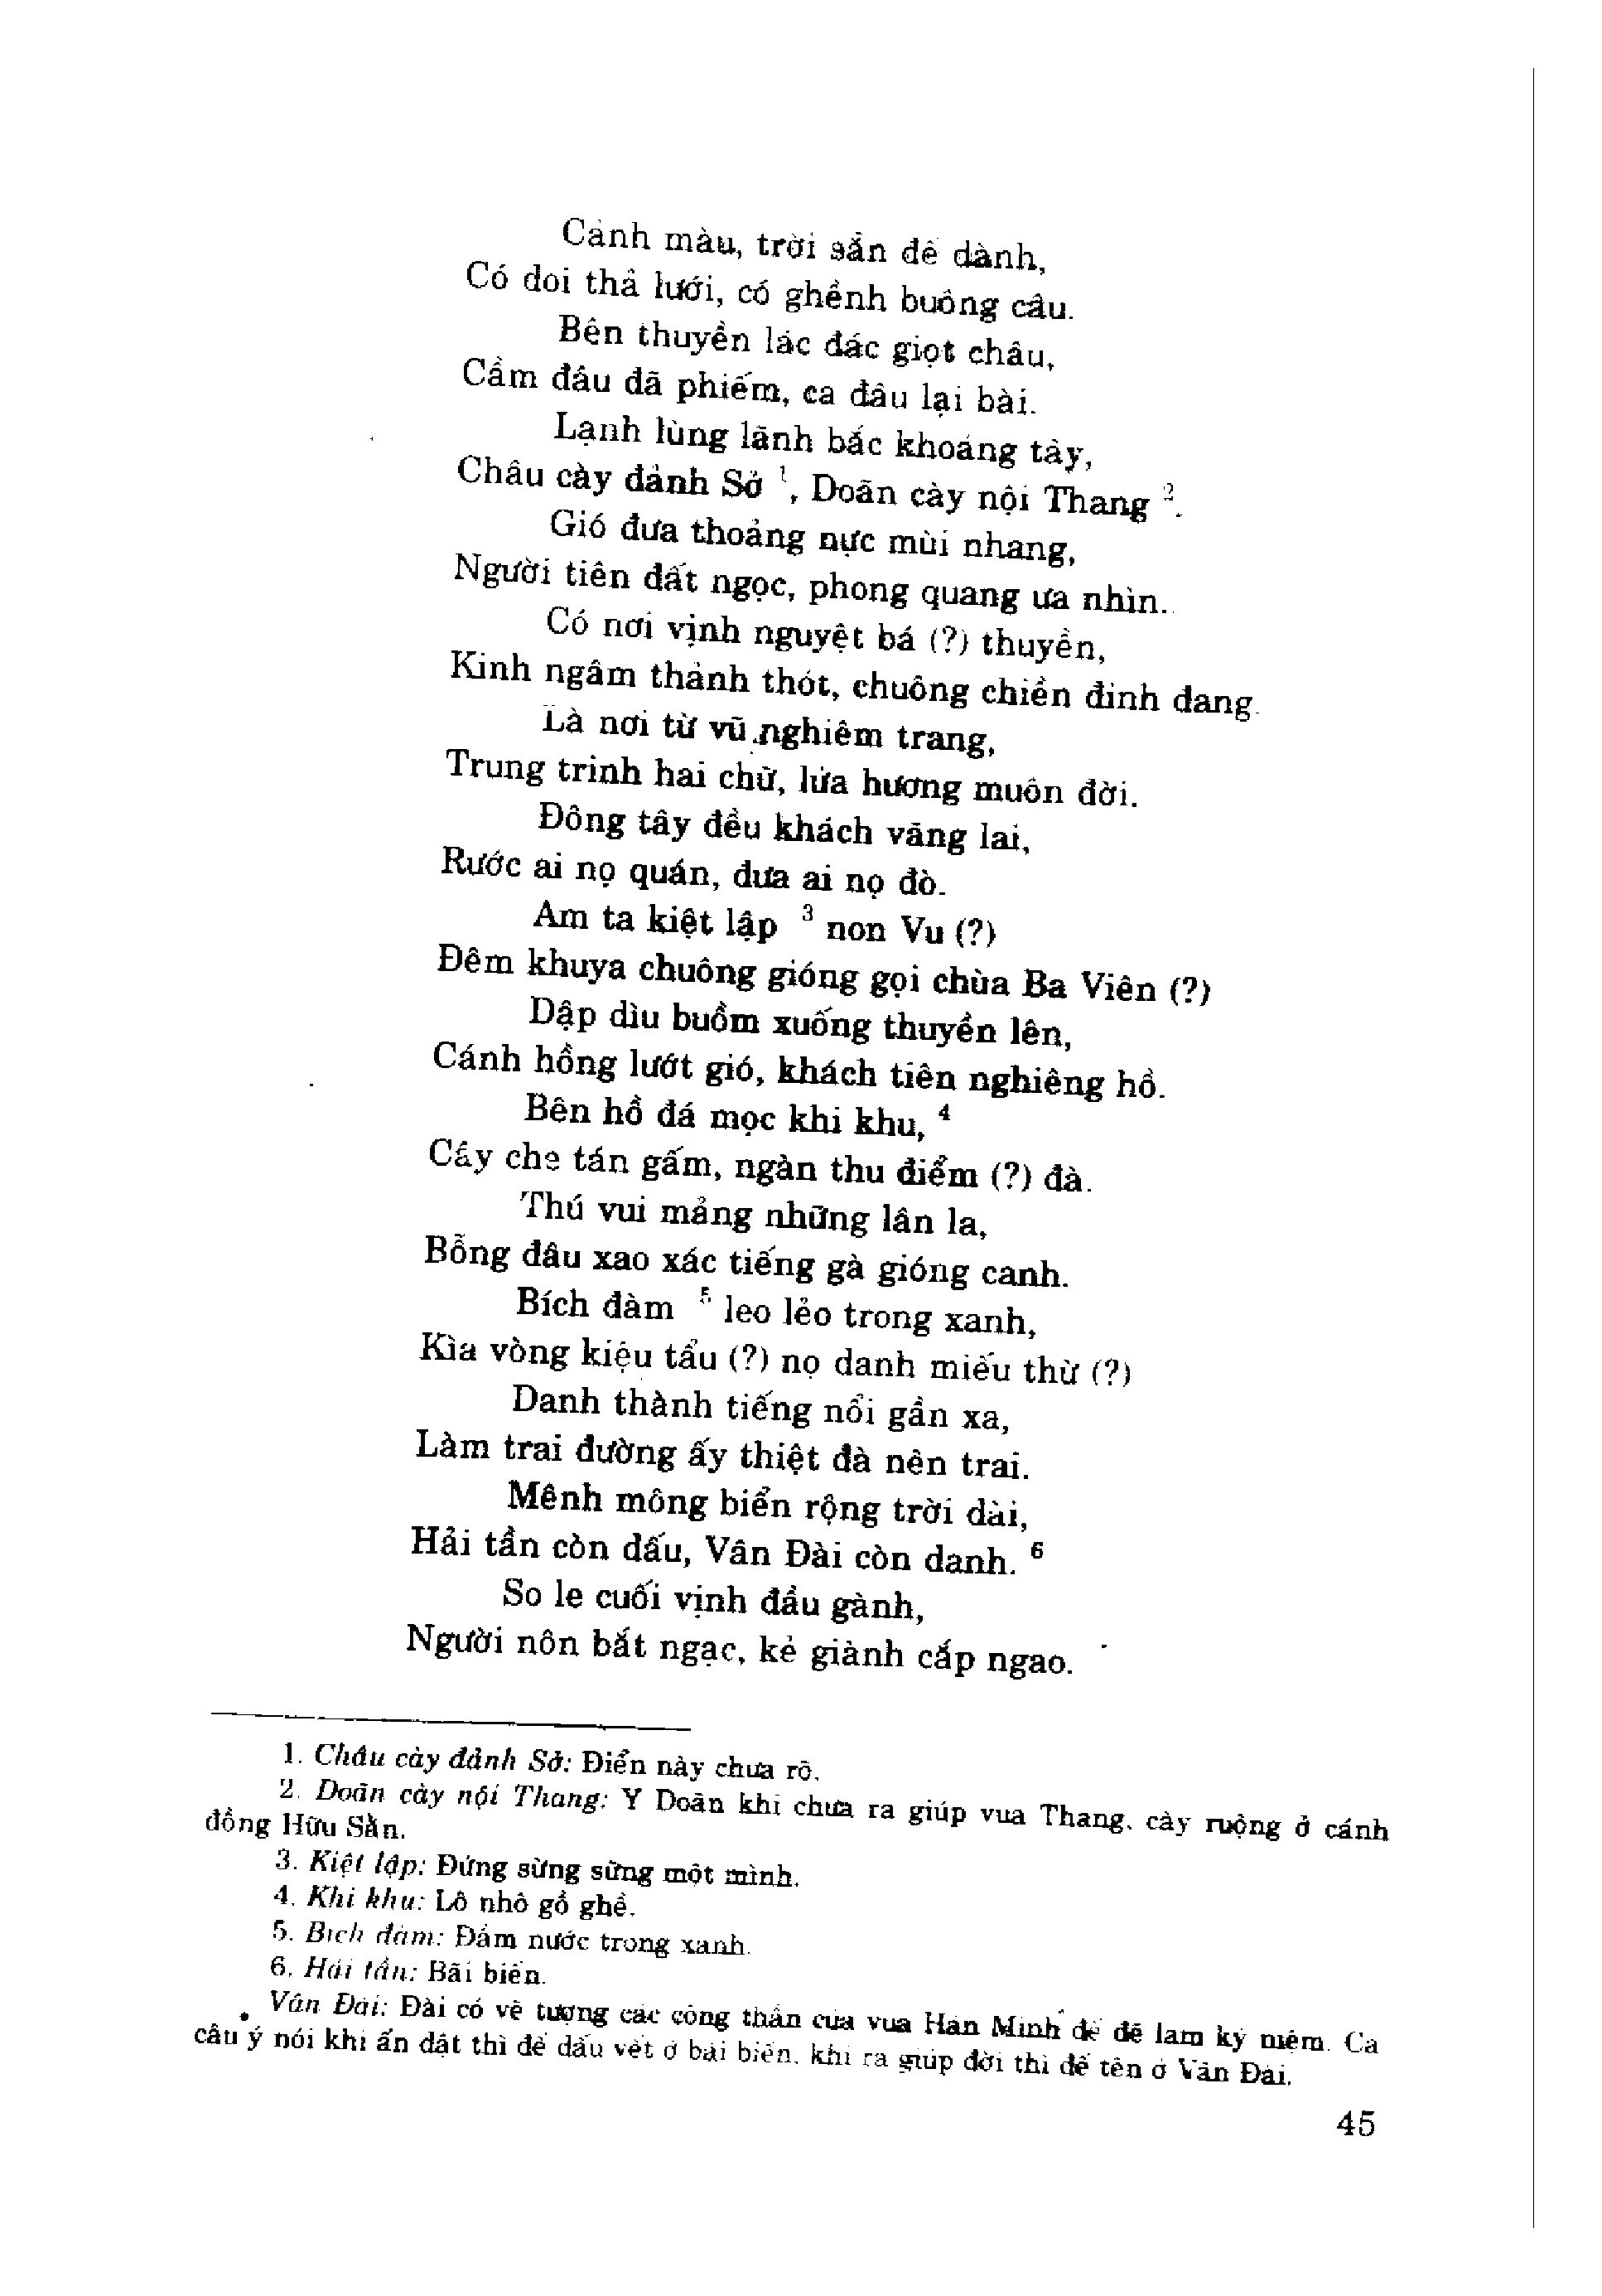 Cảnh màu, trời sẵn để dành,
Có doi thả lưới, có ghềnh buông câu.
Bên thuyền lác đác giọt châu,
Cầm đâu đã phiếm, ca đâu lại bài.
Lạnh lùng lãnh bắc khoảng tây,
Châu cày đảnh Sở ¹, Doãn cày nội Thang ².
Gió đưa thoảng nực mùi nhang,
Người tiên đất ngọc, phong quang ưa nhìn.
Có nơi vịnh nguyệt bá (?) thuyền,
Kinh ngâm thánh thót, chuông chiền đinh đang.
Là nơi từ vũ nghiêm trang,
Trung trinh hai chữ, lửa hương muôn đời.
Đông tây đều khách vãng lai,
Rước ai nọ quán, đưa ai nọ đò.
Am ta kiệt lập ³ non Vu (?)
Đêm khuya chuông gióng gọi chùa Ba Viên (?)
Dập dìu buồm xuống thuyền lên,
Cánh hồng lướt gió, khách tiên nghiêng hồ.
Bên hồ đá mọc khi khu, ⁴
Cây che tán gấm, ngàn thu điểm (?) đà.
Thú vui mảng những lân la,
Bỗng đâu xao xác tiếng gà gióng canh.
Bích đàm ⁵ leo lẻo trong xanh,
Kìa vòng kiệu tẩu (?) nọ danh miếu thừ (?)
Danh thành tiếng nổi gần xa,
Làm trai đường ấy thiệt đà nên trai.
Mênh mông biển rộng trời dài,
Hải tần còn dấu, Vân Đài còn danh. ⁶
So le cuối vịnh đầu gành,
Người nôn bắt ngạc, kẻ giành cắp ngao.
1. Châu cày đảnh Sở: Điển này chưa rõ.
2. Doãn cày nội Thang: Y Doãn khi chưa ra giúp vua Thang, cày ruộng ở cánh
đồng Hữu Sằn.
3. Kiệt lập: Đứng sừng sững một mình.
4. Khi khu: Lô nhô gồ ghề.
5. Bích đàm: Đầm nước trong xanh.
6. Hải tần: Bãi biển.
Vân Đài: Đài có vẽ tượng các công thần của vua Hán Minh đế để làm kỷ niệm. Cả
câu ý nói khi ẩn dật thì để dấu vết ở bãi biển, khi ra giúp đời thì để tên ở Vân Đài.
45